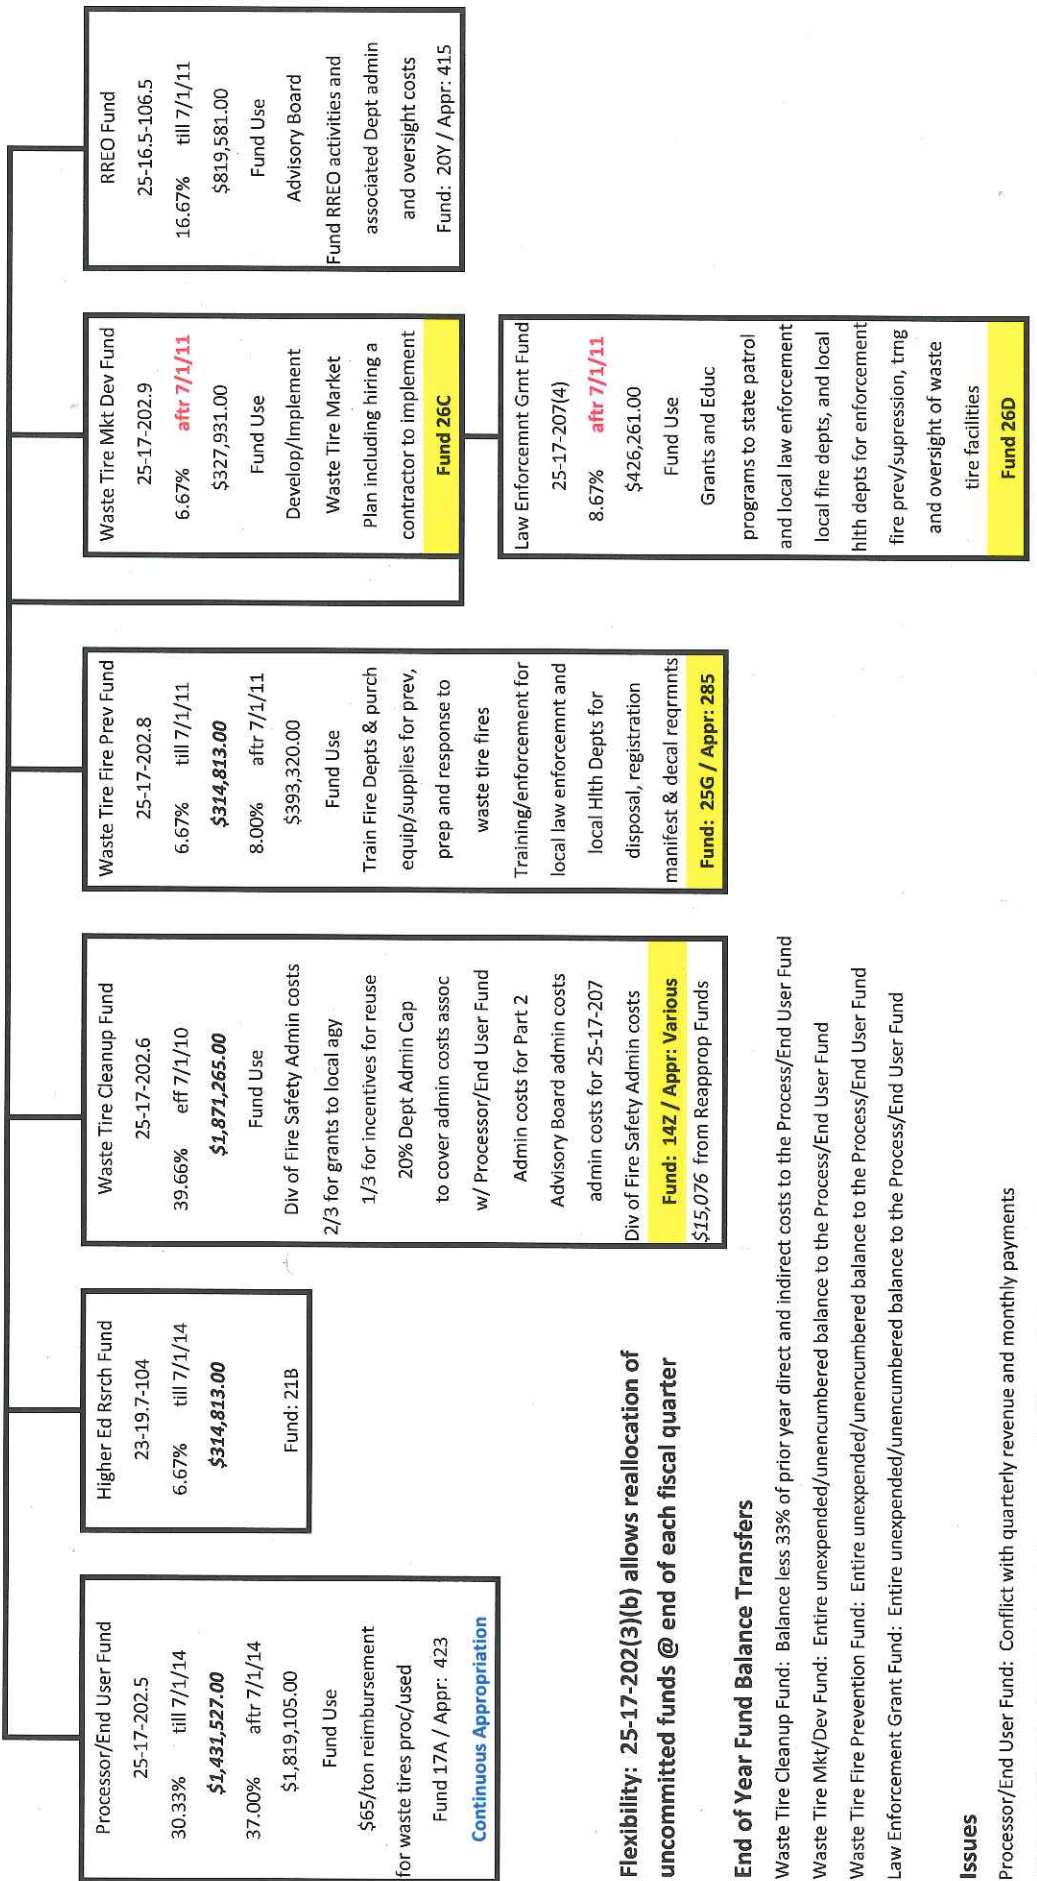 Processor/End User Fund
25-17-202.5
30.33% till 7/1/14
$1,431,527.00
37.00% aftr 7/1/14
$1,819,105.00
Fund Use
$65/ton reimbursement
for waste tires proc/used
Fund 17A / Appr: 423
Continuous Appropriation
Higher Ed Rsrch Fund
23-19.7-104
6.67% till 7/1/14
$314,813.00
Fund: 21B
Waste Tire Cleanup Fund
25-17-202.6
39.66% eff 7/1/10
$1,871,265.00
Fund Use
Div of Fire Safety Admin costs
2/3 for grants to local agy
1/3 for incentives for reuse
20% Dept Admin Cap
to cover admin costs assoc
w/ Processor/End User Fund
Admin costs for Part 2
Advisory Board admin costs
admin costs for 25-17-207
Div of Fire Safety Admin costs
Fund: 14Z / Appr: Various
$15,076 from Reapprop Funds
Waste Tire Fire Prev Fund
25-17-202.8
6.67% till 7/1/11
$314,813.00
8.00% aftr 7/1/11
$393,320.00
Fund Use
Train Fire Depts & purch
equip/supplies for prev,
prep and response to
waste tire fires
Training/enforcement for
local law enforcemnt and
local Hlth Depts for
disposal, registration
manifest & decal reqrmnts
Fund: 25G / Appr: 285
Waste Tire Mkt Dev Fund
25-17-202.9
6.67% aftr 7/1/11
$327,931.00
Fund Use
Develop/Implement
Waste Tire Market
Plan including hiring a
contractor to implement
Fund 26C
Law Enforcemnt Grnt Fund
25-17-207(4)
8.67% aftr 7/1/11
$426,261.00
Fund Use
Grants and Educ
programs to state patrol
and local law enforcement
local fire depts, and local
hlth depts for enforcement
fire prev/supression, trng
and oversight of waste
tire facilities
Fund 26D
RREO Fund
25-16.5-106.5
16.67% till 7/1/11
$819,581.00
Fund Use
Advisory Board
Fund RREO activities and
associated Dept admin
and oversight costs
Fund: 20Y / Appr: 415
Flexibility: 25-17-202(3)(b) allows reallocation of
uncommitted funds @ end of each fiscal quarter
End of Year Fund Balance Transfers
Waste Tire Cleanup Fund: Balance less 33% of prior year direct and indirect costs to the Process/End User Fund
Waste Tire Mkt/Dev Fund: Entire unexpended/unencumbered balance to the Process/End User Fund
Waste Tire Fire Prevention Fund: Entire unexpended/unencumbered balance to the Process/End User Fund
Law Enforcement Grant Fund: Entire unexpended/unencumbered balance to the Process/End User Fund
Issues
Processor/End User Fund: Conflict with quarterly revenue and monthly payments